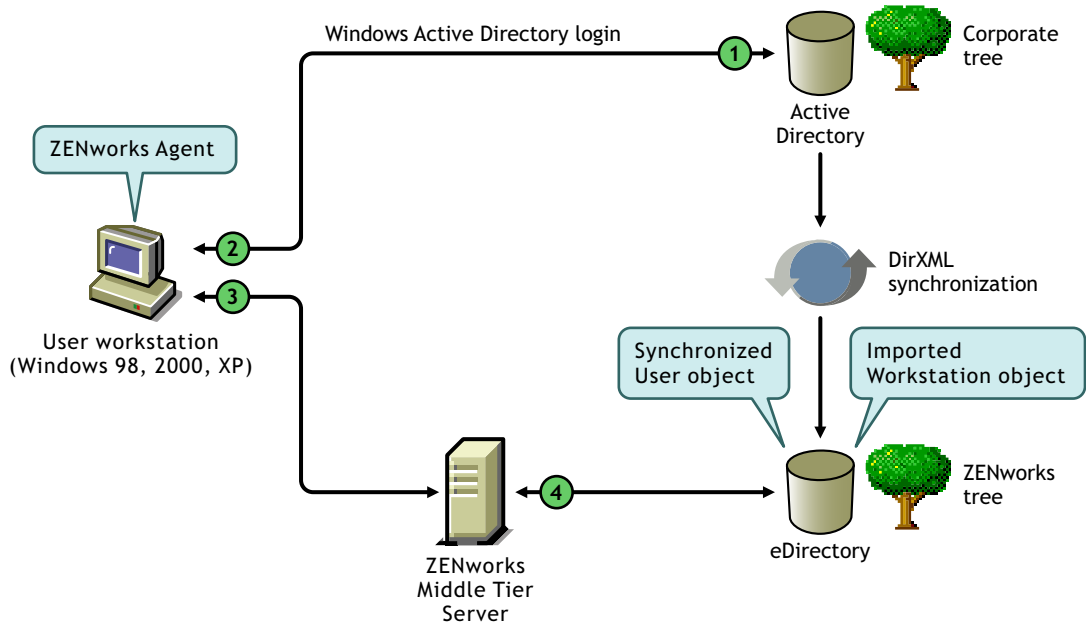 Windows Active Directory login
1
Corporate
tree
Active
Directory
ZENworks Agent
2
3
User workstation
(Windows 98, 2000, XP)
DirXML
synchronization
Synchronized
User object
Imported
Workstation object
4
ZENworks
tree
eDirectory
ZENworks
Middle Tier
Server